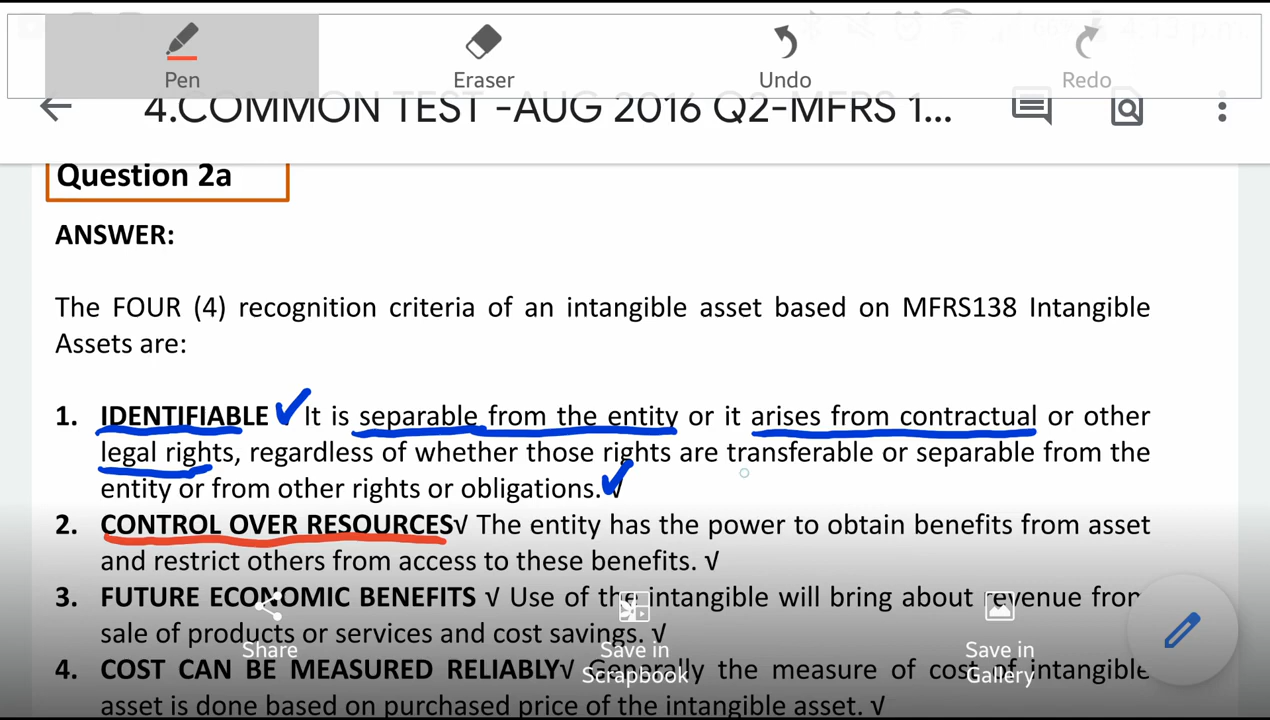 4:13 p.m.
Pen
Eraser
Undo
Redo
4.COMMON TEST -AUG 2016 Q2-MFRS 1...
Question 2a
ANSWER:
The FOUR (4) recognition criteria of an intangible asset based on MFRS138 Intangible
Assets are:
1. IDENTIFIABLE It is separable from the entity or it arises from contractual or other
legal rights, regardless of whether those rights are transferable or separable from the
entity or from other rights or obligations. √
2. CONTROL OVER RESOURCES√ The entity has the power to obtain benefits from asset
and restrict others from access to these benefits. √
3. FUTURE ECONOMIC BENEFITS √ Use of the intangible will bring about revenue from
sale of products or services and cost savings. √
4. COST CAN BE MEASURED RELIABLY√ Generally the measure of cost of intangible
asset is done based on purchased price of the intangible asset. √
Share
Save in
Scrapbook
Save in
Gallery